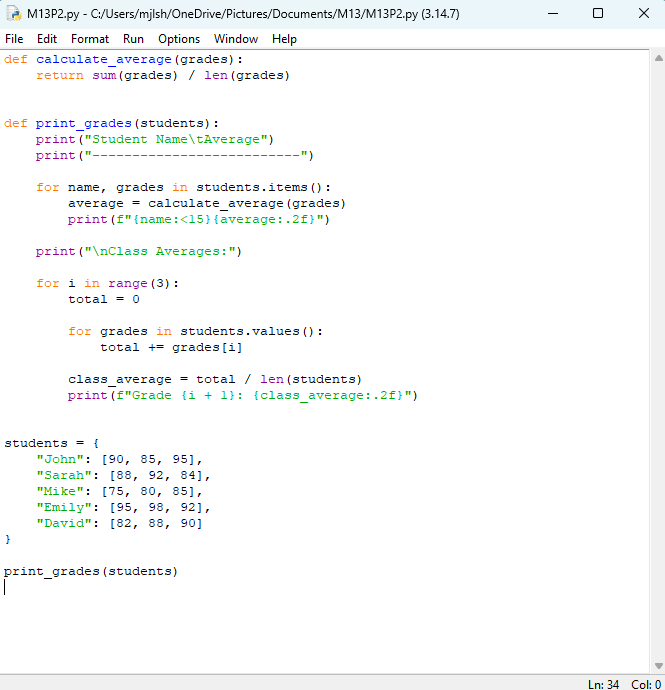 M13P2.py - C:/Users/mjlsh/OneDrive/Pictures/Documents/M13/M13P2.py (3.14.7)
File Edit Format Run Options Window Help
def calculate_average(grades):
    return sum(grades) / len(grades)


def print_grades(students):
    print("Student Name\tAverage")
    print("--------------------------")

    for name, grades in students.items():
        average = calculate_average(grades)
        print(f"{name:<15}{average:.2f}")

    print("\nClass Averages:")

    for i in range(3):
        total = 0

        for grades in students.values():
            total += grades[i]

        class_average = total / len(students)
        print(f"Grade {i + 1}: {class_average:.2f}")


students = {
    "John": [90, 85, 95],
    "Sarah": [88, 92, 84],
    "Mike": [75, 80, 85],
    "Emily": [95, 98, 92],
    "David": [82, 88, 90]
}

print_grades(students)
Ln: 34 Col: 0